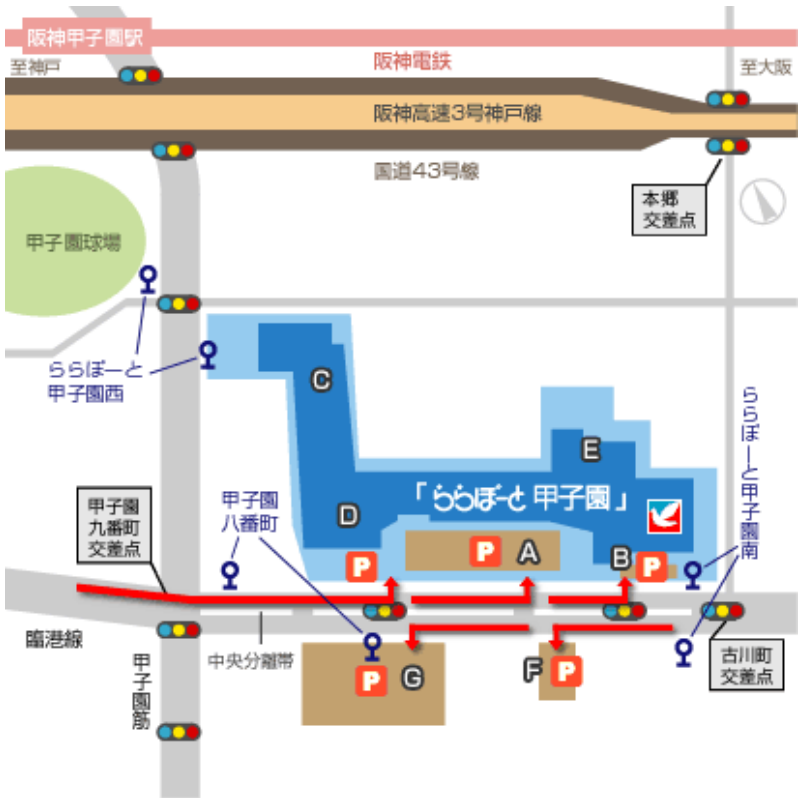 阪神甲子園駅
至神戸
阪神電鉄
至大阪
阪神高速3号神戸線
国道43号線
本郷
交差点
甲子園球場
ららぽーと
甲子園西
C
E
ららぽーと甲子園南
「ららぽーと 甲子園」
甲子園
九番町
交差点
甲子園
八番町
D
P
P
A
B
P
臨港線
甲子園筋
中央分離帯
P
G
F
P
古川町
交差点